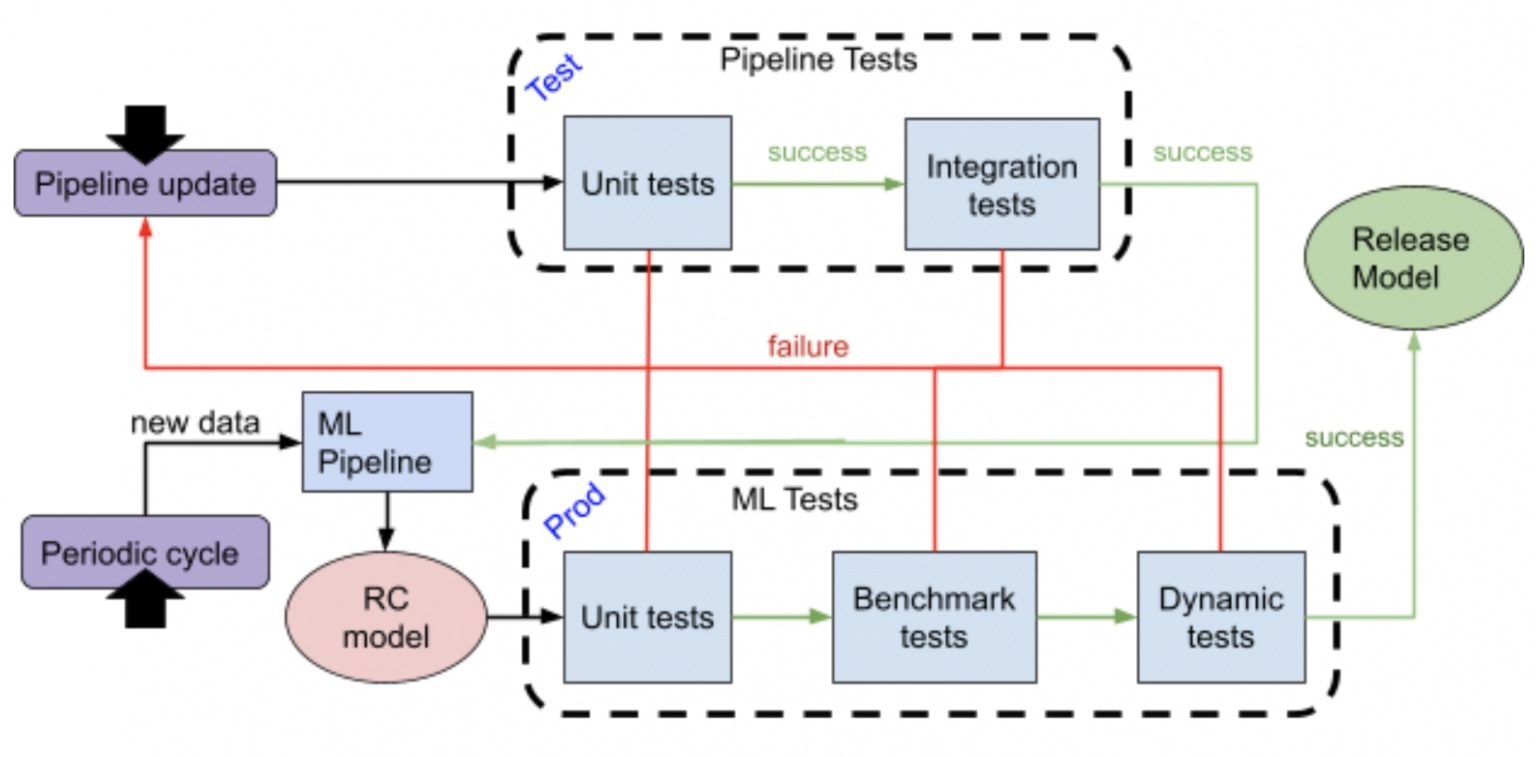 Pipeline Tests
Test
Pipeline update
Unit tests
success
Integration
tests
success
Release
Model
failure
new data
ML
Pipeline
success
Prod
ML Tests
Periodic cycle
RC
model
Unit tests
Benchmark
tests
Dynamic
tests